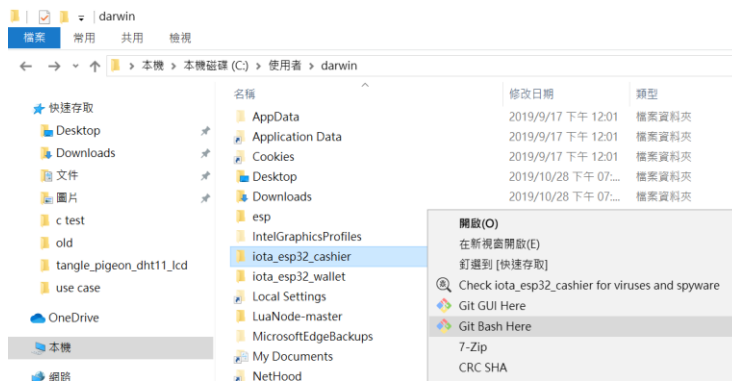 darwin
檔案 常用 共用 檢視
本機 > 本機磁碟 (C:) > 使用者 > darwin
名稱 修改日期 類型
快速存取
Desktop
Downloads
文件
圖片
c test
old
tangle_pigeon_dht11_lcd
use case
OneDrive
本機
網路
AppData 2019/9/17 下午 12:01 檔案資料夾
Application Data 2019/9/17 下午 12:01 檔案資料夾
Cookies 2019/9/17 下午 12:01 檔案資料夾
Desktop 2019/10/28 下午 07:... 檔案資料夾
Downloads 2019/10/28 下午 07:... 檔案資料夾
esp
IntelGraphicsProfiles
iota_esp32_cashier
iota_esp32_wallet
Local Settings
LuaNode-master
MicrosoftEdgeBackups
My Documents
NetHood
開啟(O)
在新視窗開啟(E)
釘選到 [快速存取]
Check iota_esp32_cashier for viruses and spyware
Git GUI Here
Git Bash Here
7-Zip
CRC SHA